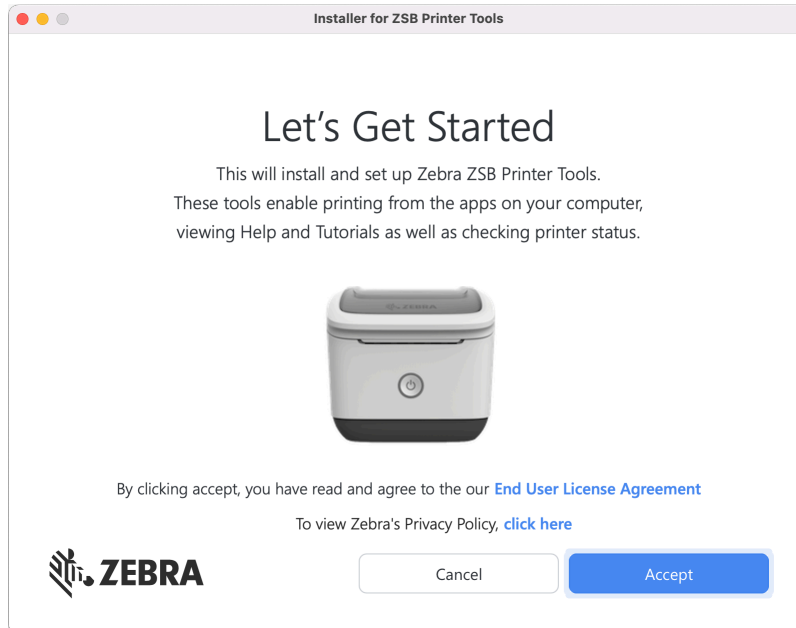 Installer for ZSB Printer Tools
Let's Get Started
This will install and set up Zebra ZSB Printer Tools.
These tools enable printing from the apps on your computer,
viewing Help and Tutorials as well as checking printer status.
ZEBRA
By clicking accept, you have read and agree to the our End User License Agreement
To view Zebra's Privacy Policy, click here
ZEBRA
Cancel
Accept